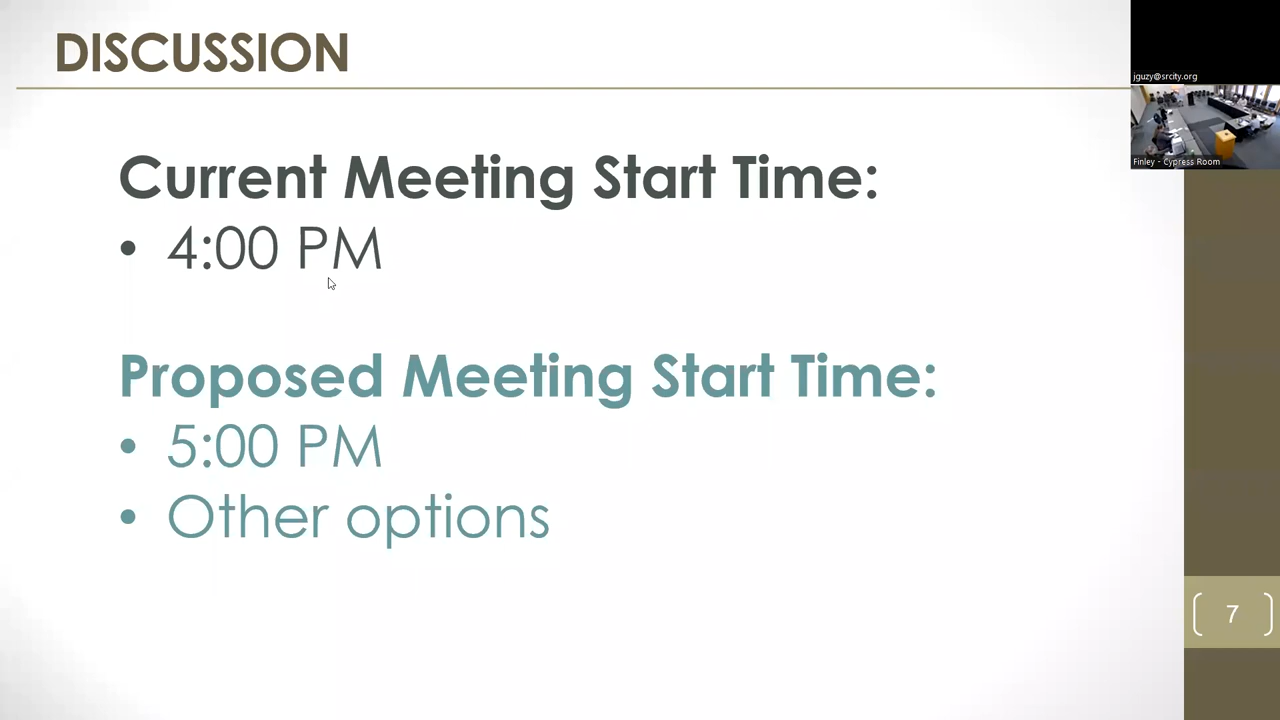 DISCUSSION
jguzy@srcity.org
Finley - Cypress Room
Current Meeting Start Time:
• 4:00 PM
Proposed Meeting Start Time:
• 5:00 PM
• Other options
7